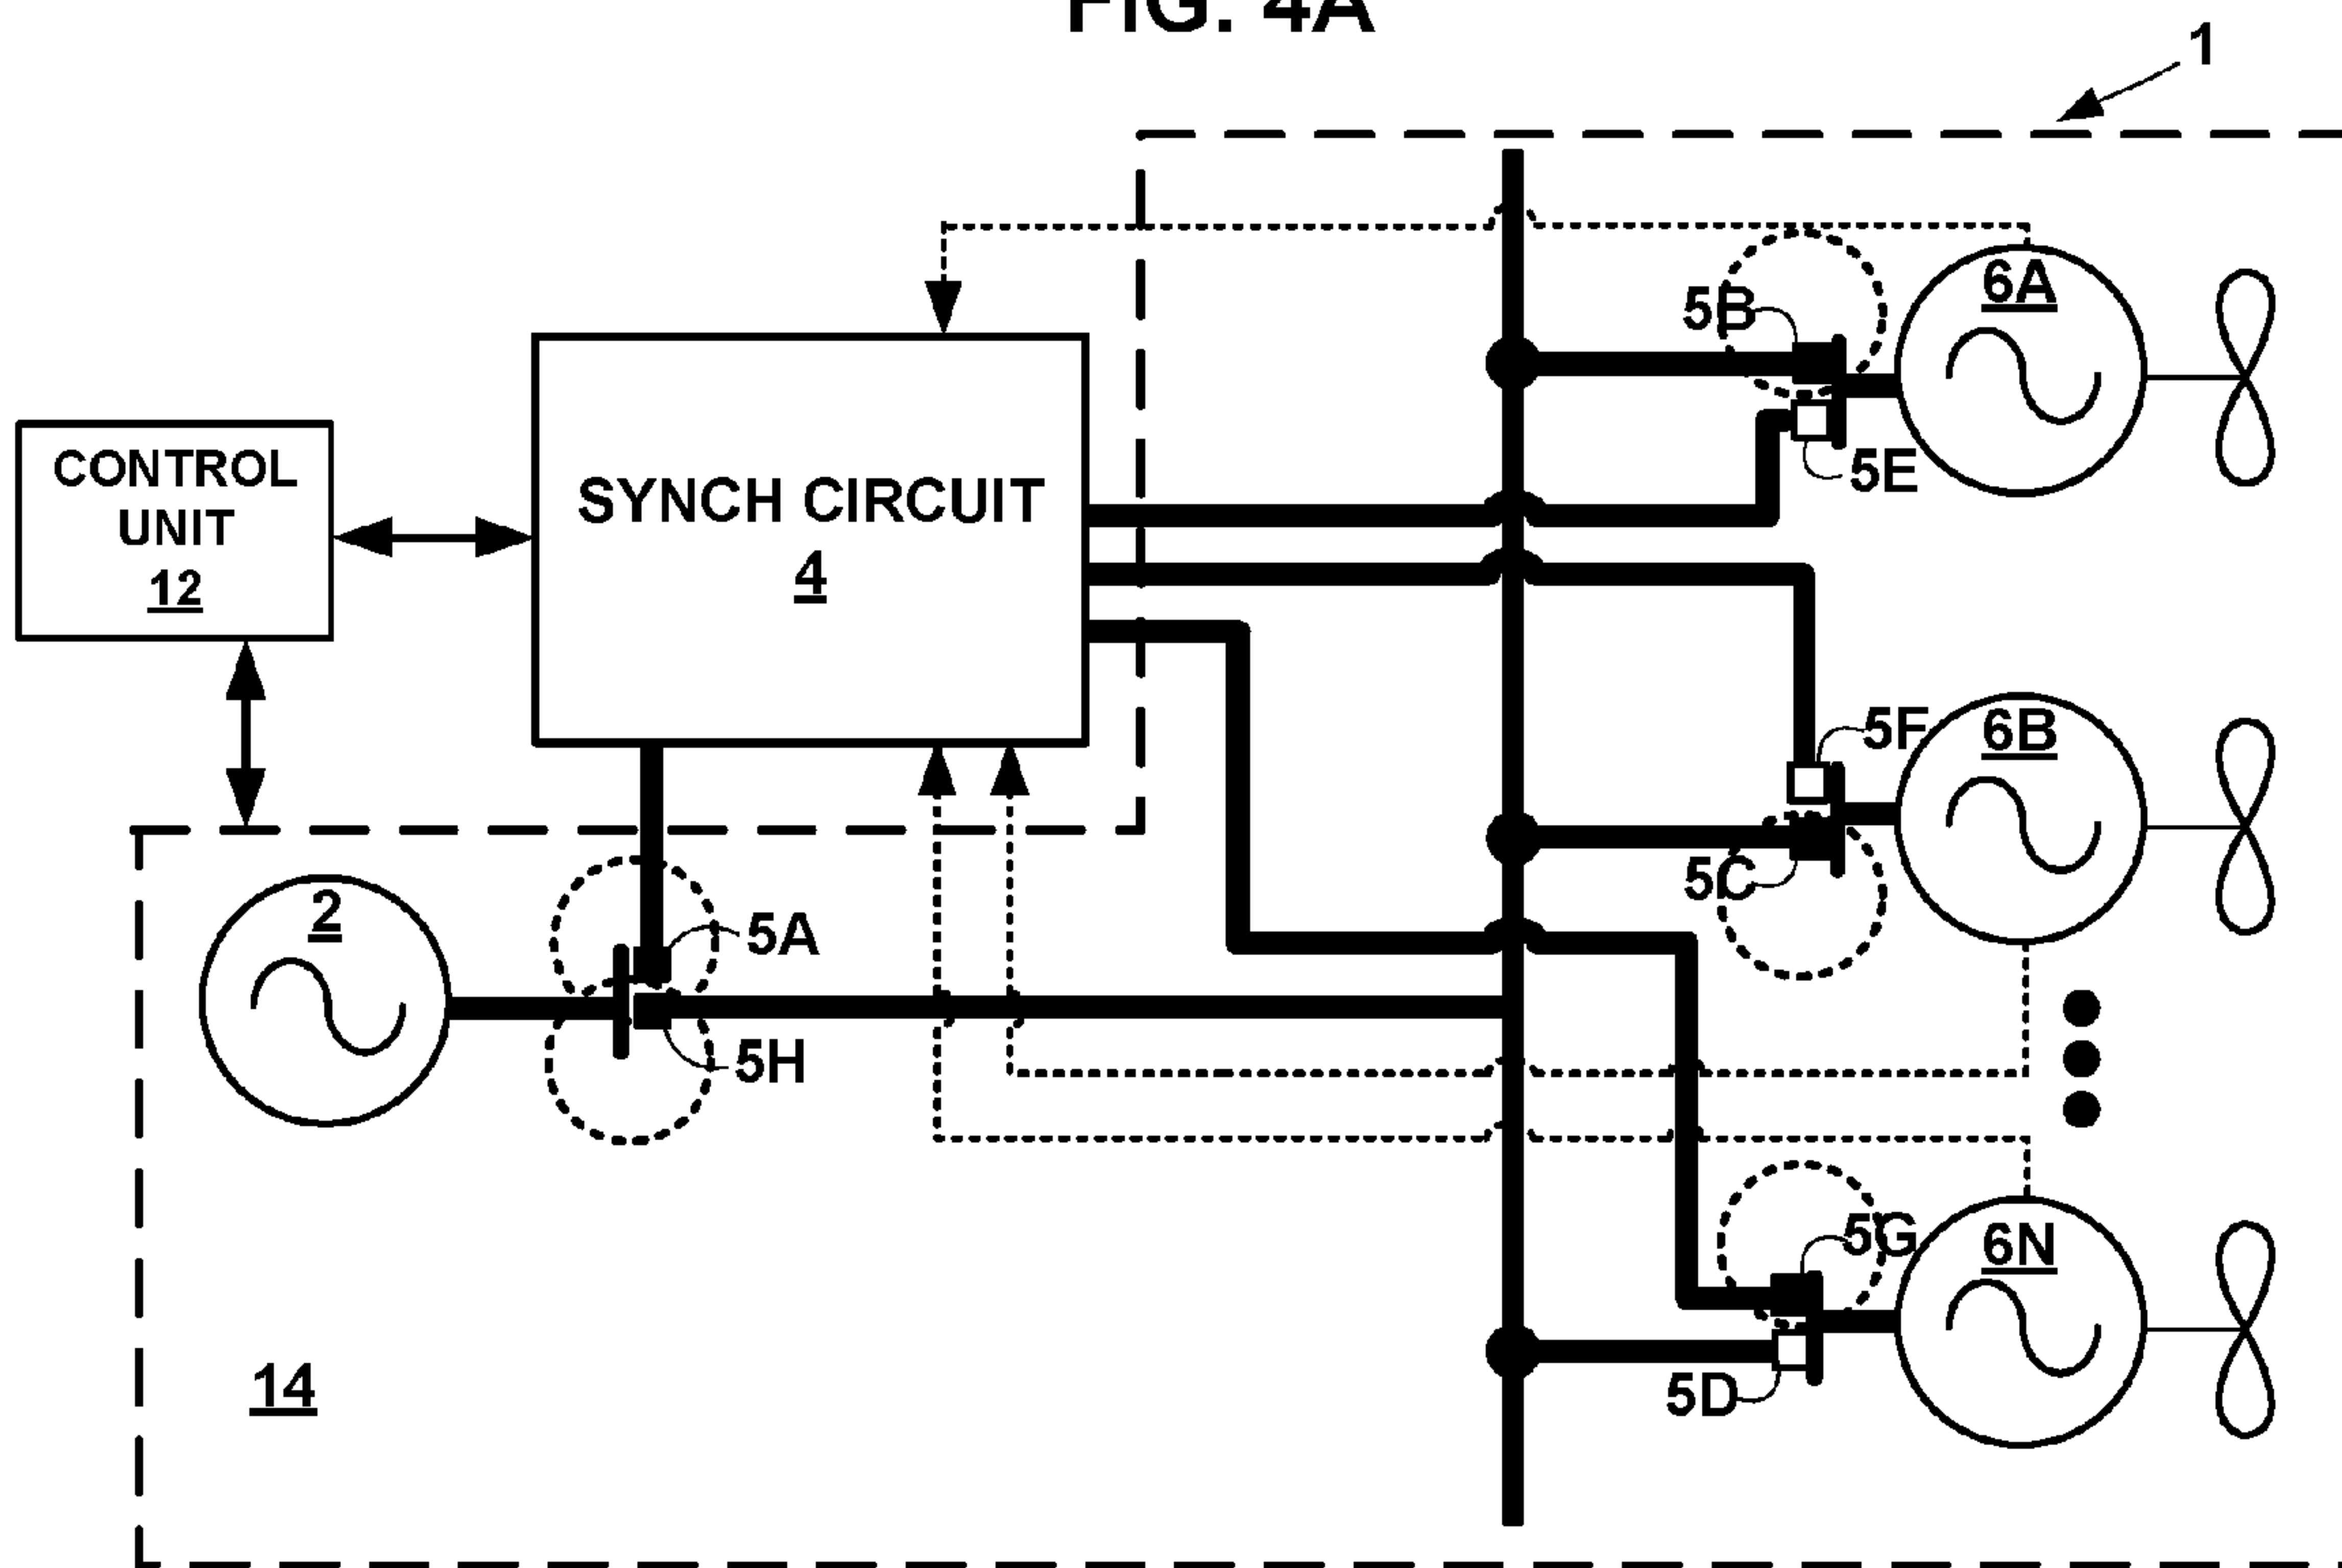 FIG. 4A
1
6A
5B
5E
CONTROL
UNIT
12
SYNCH CIRCUIT
4
5F
6B
5C
2
5A
5H
5G
6N
5D
14